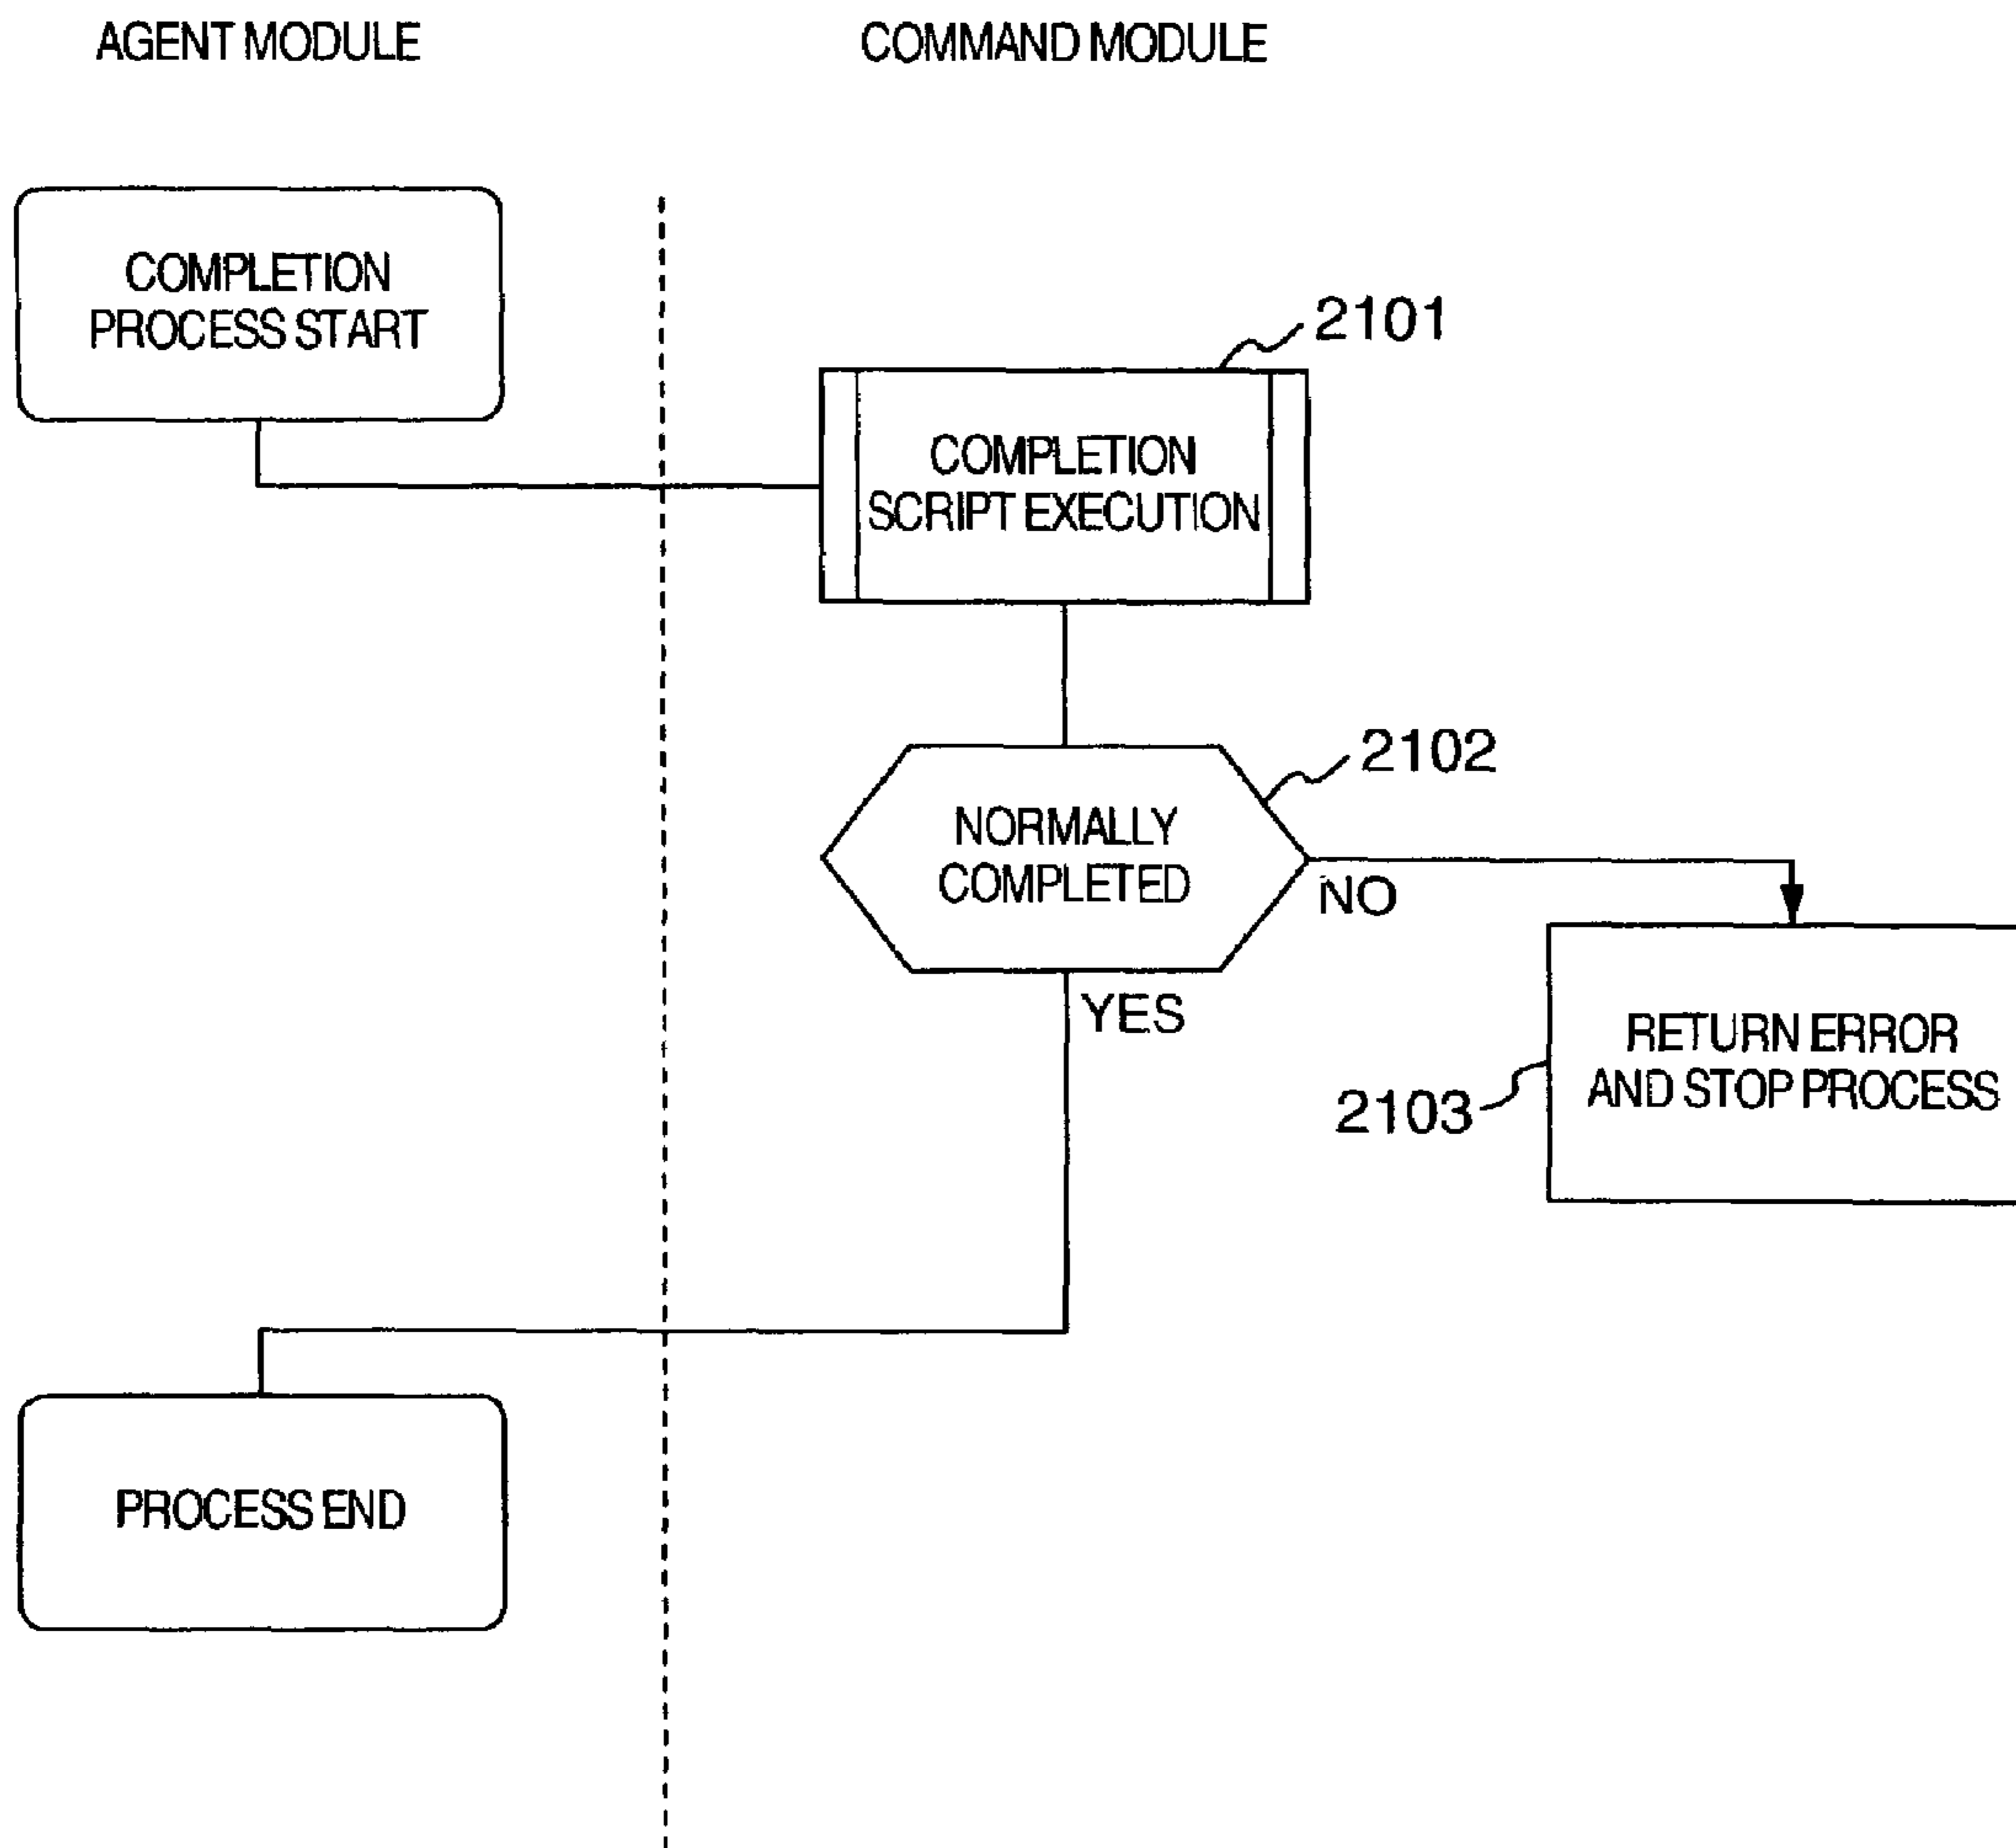 AGENT MODULE
COMMAND MODULE
COMPLETION
PROCESS START
2101
COMPLETION
SCRIPT EXECUTION
2102
NORMALLY
COMPLETED
NO
YES
RETURN ERROR
AND STOP PROCESS
2103
PROCESS END